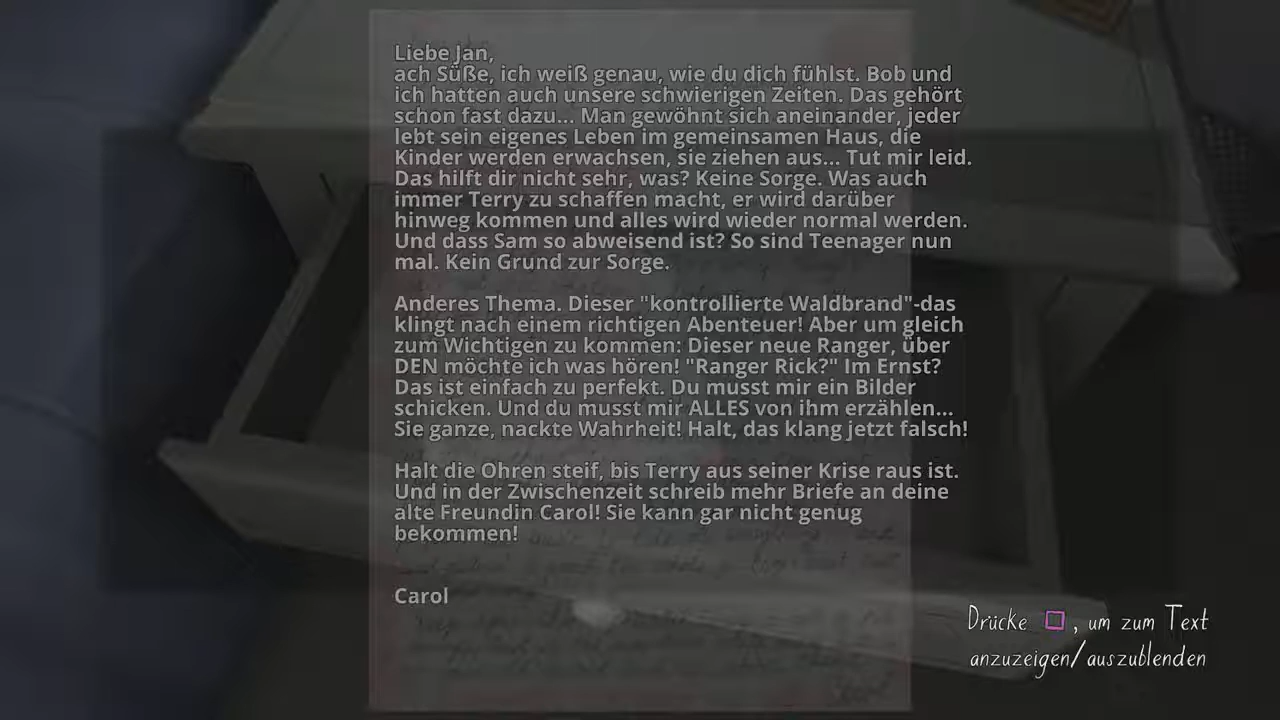 Liebe Jan,
ach Süße, ich weiß genau, wie du dich fühlst. Bob und
ich hatten auch unsere schwierigen Zeiten. Das gehört
schon fast dazu... Man gewöhnt sich aneinander, jeder
lebt sein eigenes Leben im gemeinsamen Haus, die
Kinder werden erwachsen, sie ziehen aus... Tut mir leid.
Das hilft dir nicht sehr, was? Keine Sorge. Was auch
immer Terry zu schaffen macht, er wird darüber
hinweg kommen und alles wird wieder normal werden.
Und dass Sam so abweisend ist? So sind Teenager nun
mal. Kein Grund zur Sorge.
Anderes Thema. Dieser "kontrollierte Waldbrand"-das
klingt nach einem richtigen Abenteuer! Aber um gleich
zum Wichtigen zu kommen: Dieser neue Ranger, über
DEN möchte ich was hören! "Ranger Rick?" Im Ernst?
Das ist einfach zu perfekt. Du musst mir ein Bilder
schicken. Und du musst mir ALLES von ihm erzählen...
Sie ganze, nackte Wahrheit! Halt, das klang jetzt falsch!
Halt die Ohren steif, bis Terry aus seiner Krise raus ist.
Und in der Zwischenzeit schreib mehr Briefe an deine
alte Freundin Carol! Sie kann gar nicht genug
bekommen!
Carol
Drücke , um zum Text
anzuzeigen/auszublenden